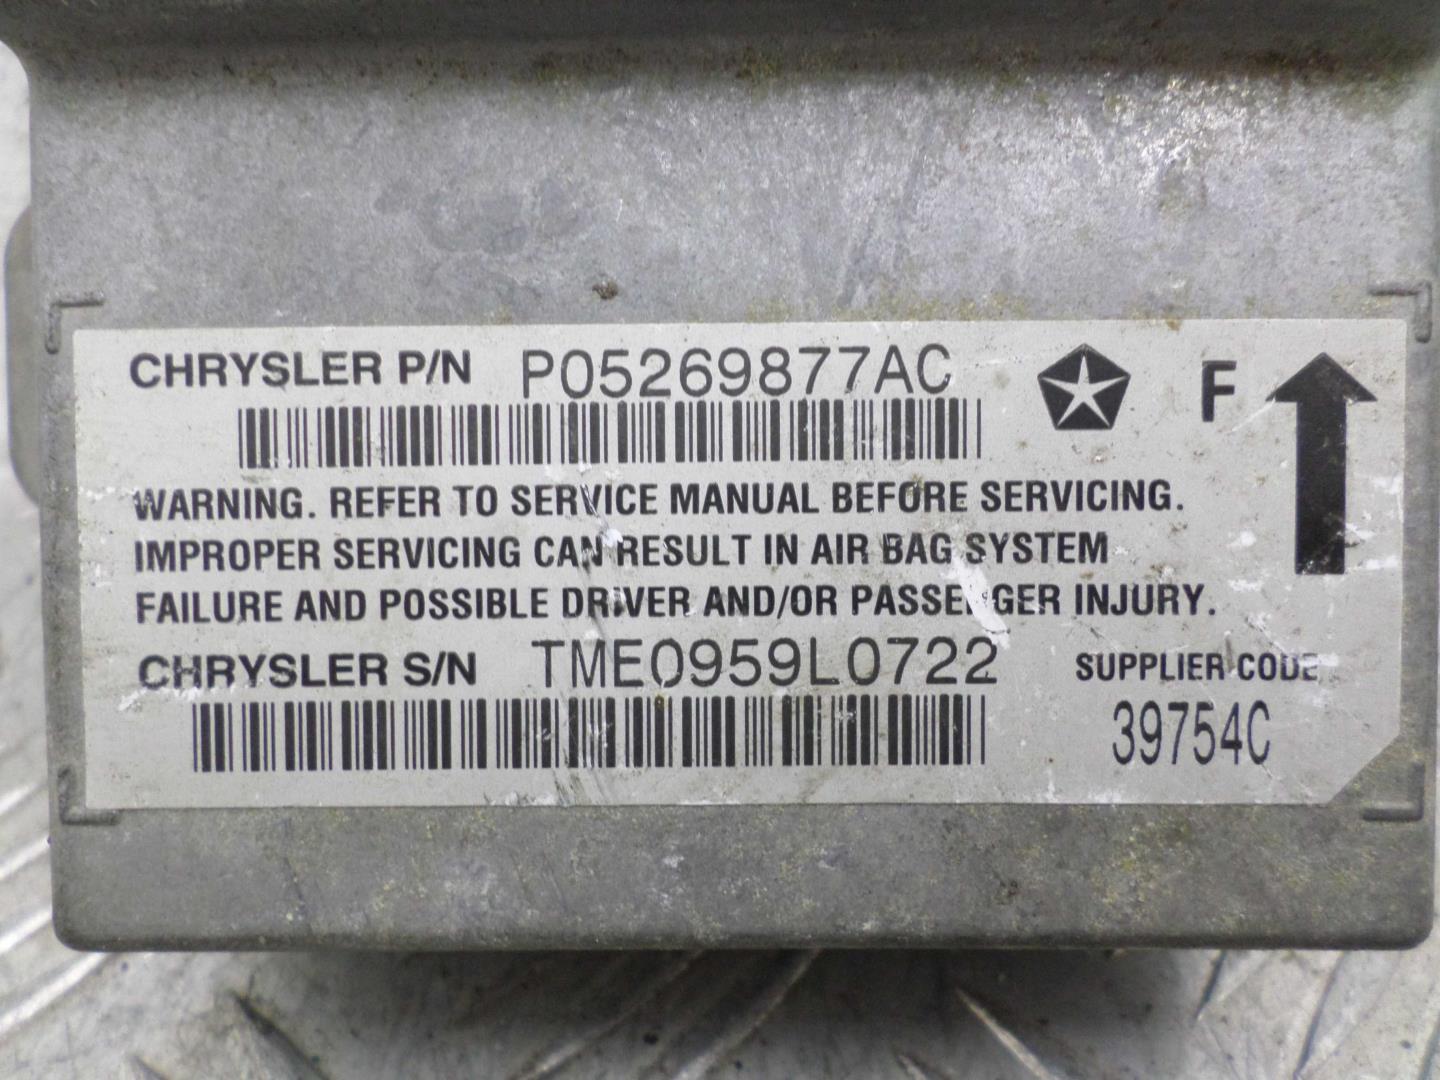 CHRYSLER P/N P05269877AC
F
WARNING. REFER TO SERVICE MANUAL BEFORE SERVICING.
IMPROPER SERVICING CAN RESULT IN AIR BAG SYSTEM
FAILURE AND POSSIBLE DRIVER AND/OR PASSENGER INJURY.
CHRYSLER S/N TME0959L0722
SUPPLIER CODE
39754C